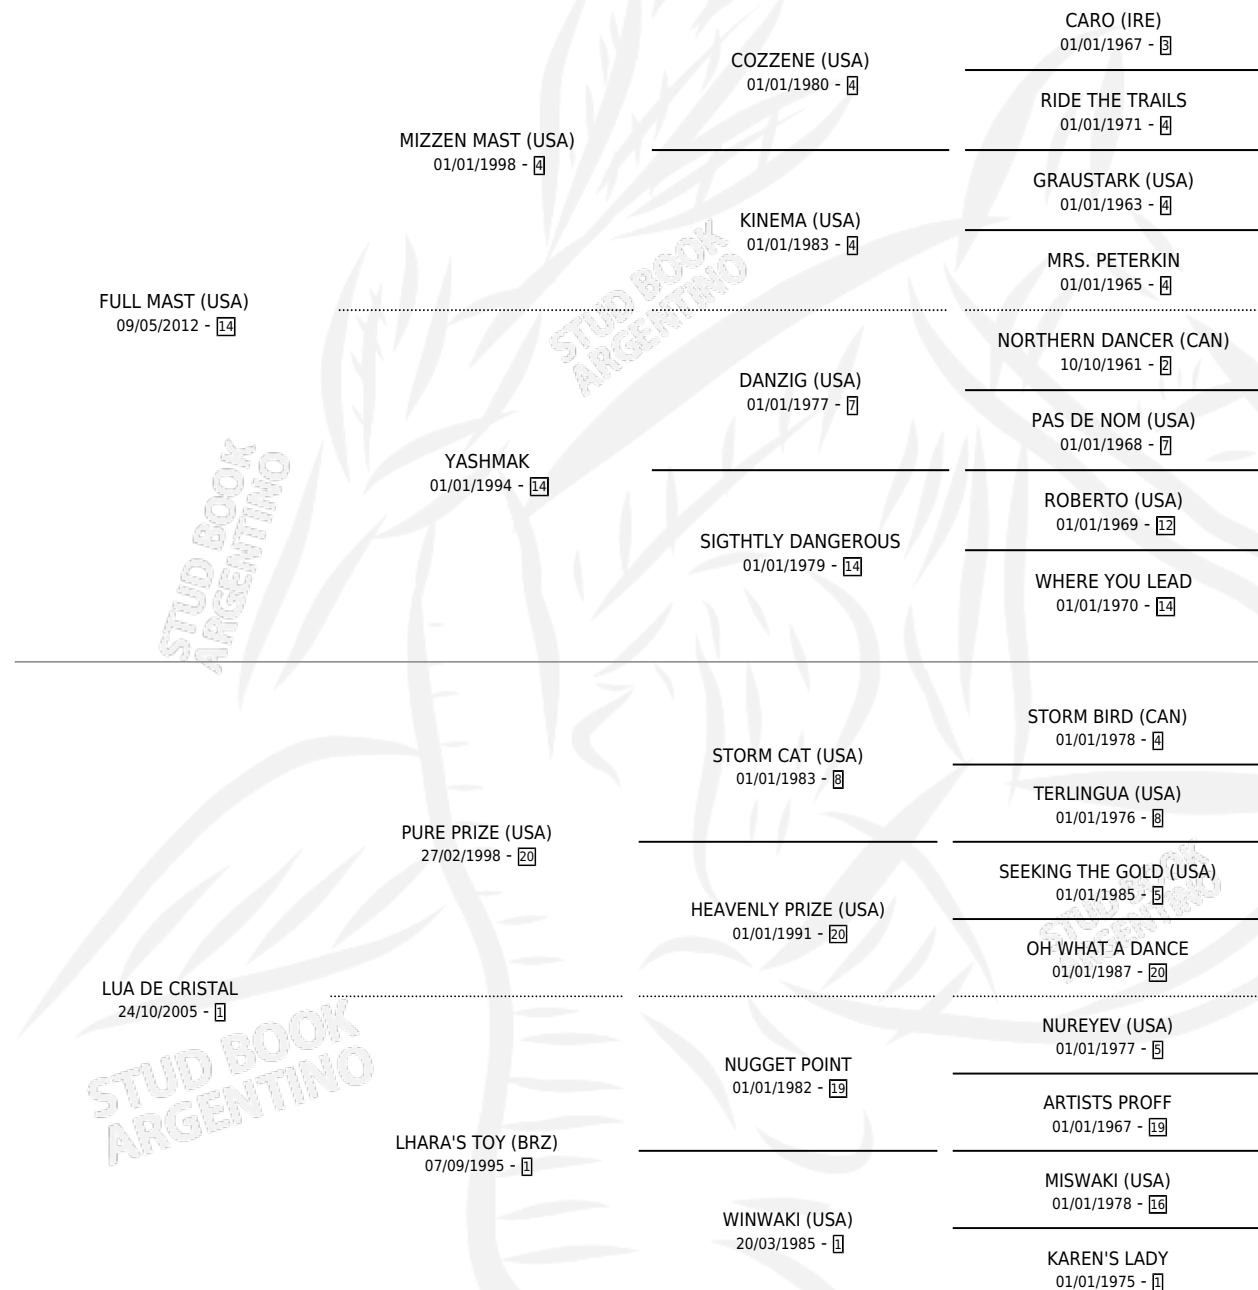 CARO (IRE)
01/01/1967 - 3
COZZENE (USA)
01/01/1980 - 4
RIDE THE TRAILS
01/01/1971 - 4
MIZZEN MAST (USA)
01/01/1998 - 4
GRAUSTARK (USA)
01/01/1963 - 4
KINEMA (USA)
01/01/1983 - 4
MRS. PETERKIN
01/01/1965 - 4
FULL MAST (USA)
09/05/2012 - 14
NORTHERN DANCER (CAN)
10/10/1961 - 2
DANZIG (USA)
01/01/1977 - 7
PAS DE NOM (USA)
01/01/1968 - 7
YASHMAK
01/01/1994 - 14
ROBERTO (USA)
01/01/1969 - 12
SIGTHTLY DANGEROUS
01/01/1979 - 14
WHERE YOU LEAD
01/01/1970 - 14
STORM BIRD (CAN)
01/01/1978 - 4
STORM CAT (USA)
01/01/1983 - 8
TERLINGUA (USA)
01/01/1976 - 8
PURE PRIZE (USA)
27/02/1998 - 20
SEEKING THE GOLD (USA)
01/01/1985 - 5
HEAVENLY PRIZE (USA)
01/01/1991 - 20
OH WHAT A DANCE
01/01/1987 - 20
LUA DE CRISTAL
24/10/2005 - 1
NUREYEV (USA)
01/01/1977 - 5
NUGGET POINT
01/01/1982 - 19
ARTISTS PROFF
01/01/1967 - 19
LHARA'S TOY (BRZ)
07/09/1995 - 1
MISWAKI (USA)
01/01/1978 - 16
WINWAKI (USA)
20/03/1985 - 1
KAREN'S LADY
01/01/1975 - 1
STUD BOOK
ARGENTINO
STUD BOOK
ARGENTINO
STUD BOOK
ARGENTINO
STUD BOOK
ARGENTINO